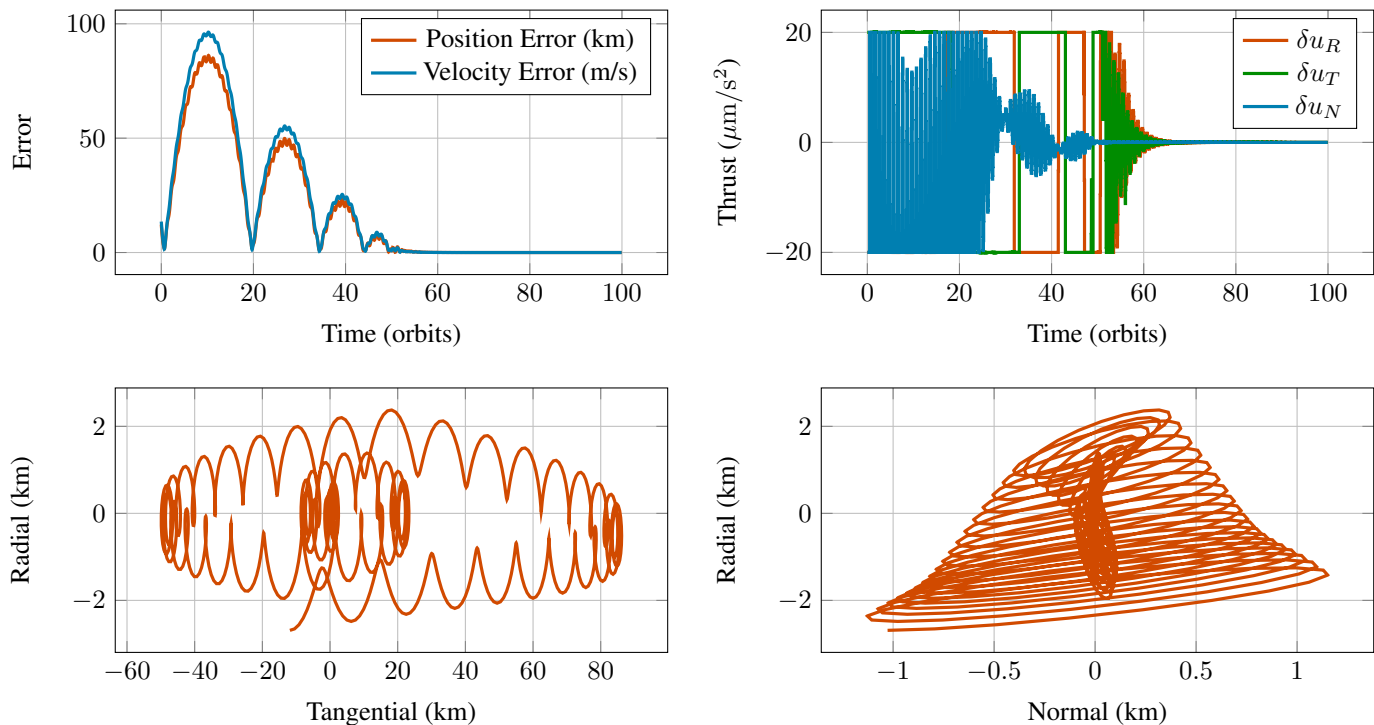 100
50
0
Error
Position Error (km)
Velocity Error (m/s)
0 20 40 60 80 100
Time (orbits)
20
0
−20
Thrust (μm/s²)
δu_R
δu_T
δu_N
0 20 40 60 80 100
Time (orbits)
2
0
−2
Radial (km)
−60 −40 −20 0 20 40 60 80
Tangential (km)
2
0
−2
Radial (km)
−1 −0.5 0 0.5 1
Normal (km)